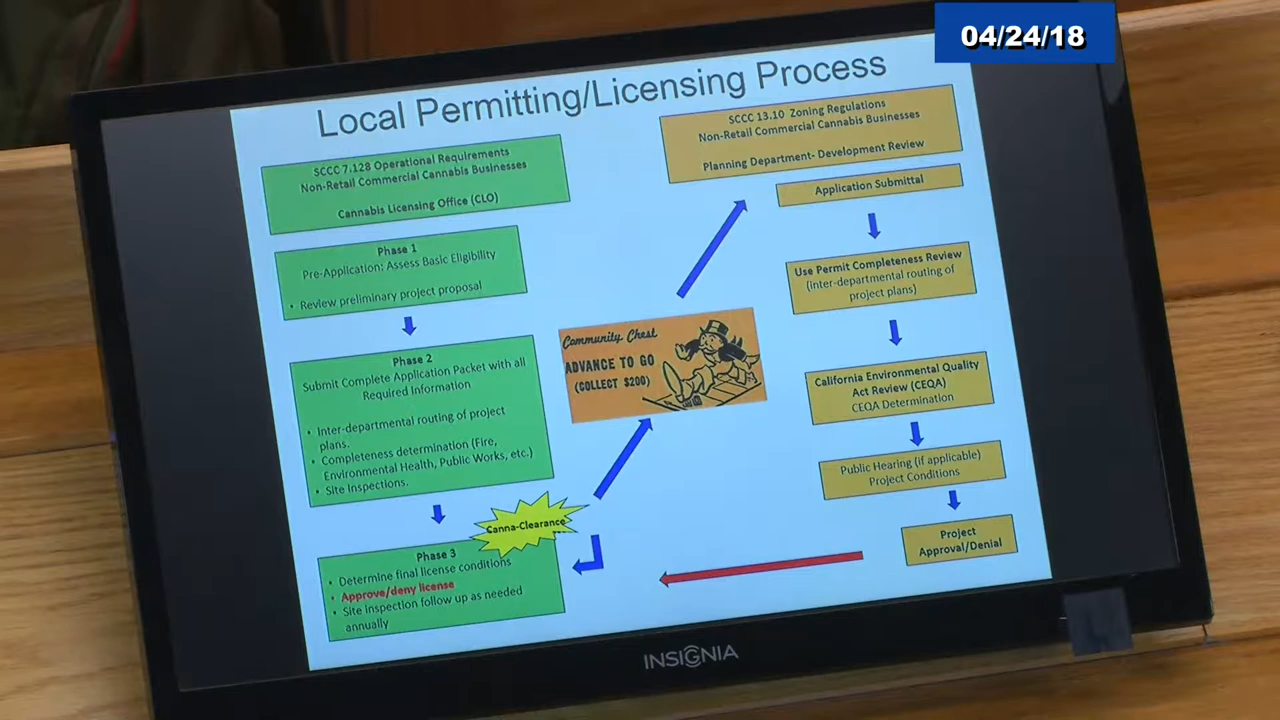 04/24/18
Local Permitting/Licensing Process
SCCC 7.128 Operational Requirements
Non-Retail Commercial Cannabis Businesses
Cannabis Licensing Office (CLO)
Phase 1
Pre-Application: Assess Basic Eligibility
• Review preliminary project proposal
Phase 2
Submit Complete Application Packet with all
Required Information
• Inter-departmental routing of project
plans.
• Completeness determination (Fire,
Environmental Health, Public Works, etc.)
• Site Inspections.
Canna-Clearance
Phase 3
• Determine final license conditions
• Approve/deny license
• Site Inspection follow up as needed
annually
Community Chest
ADVANCE TO GO
(COLLECT $200)
SCCC 13.10 Zoning Regulations
Non-Retail Commercial Cannabis Businesses
Planning Department- Development Review
Application Submittal
Use Permit Completeness Review
(inter-departmental routing of
project plans)
California Environmental Quality
Act Review (CEQA)
CEQA Determination
Public Hearing (if applicable)
Project Conditions
Project
Approval/Denial
INSIGNIA